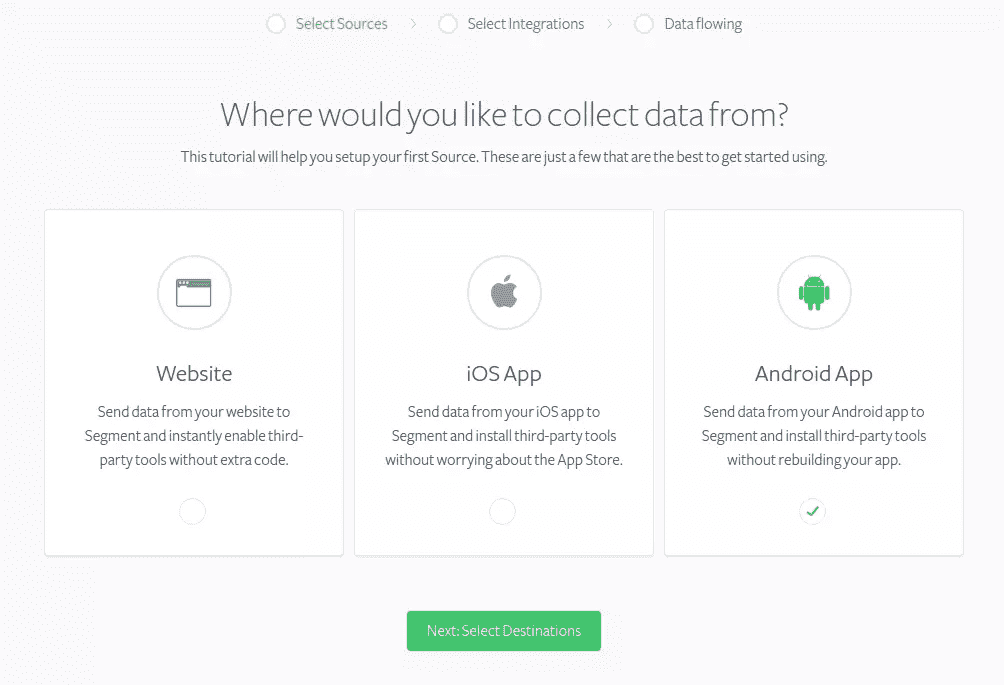 Select Sources
Select Integrations
Data flowing
Where would you like to collect data from?
This tutorial will help you setup your first Source. These are just a few that are the best to get started using.
Website
Send data from your website to
Segment and instantly enable third-
party tools without extra code.
iOS App
Send data from your iOS app to
Segment and install third-party tools
without worrying about the App Store.
Android App
Send data from your Android app to
Segment and install third-party tools
without rebuilding your app.
Next: Select Destinations